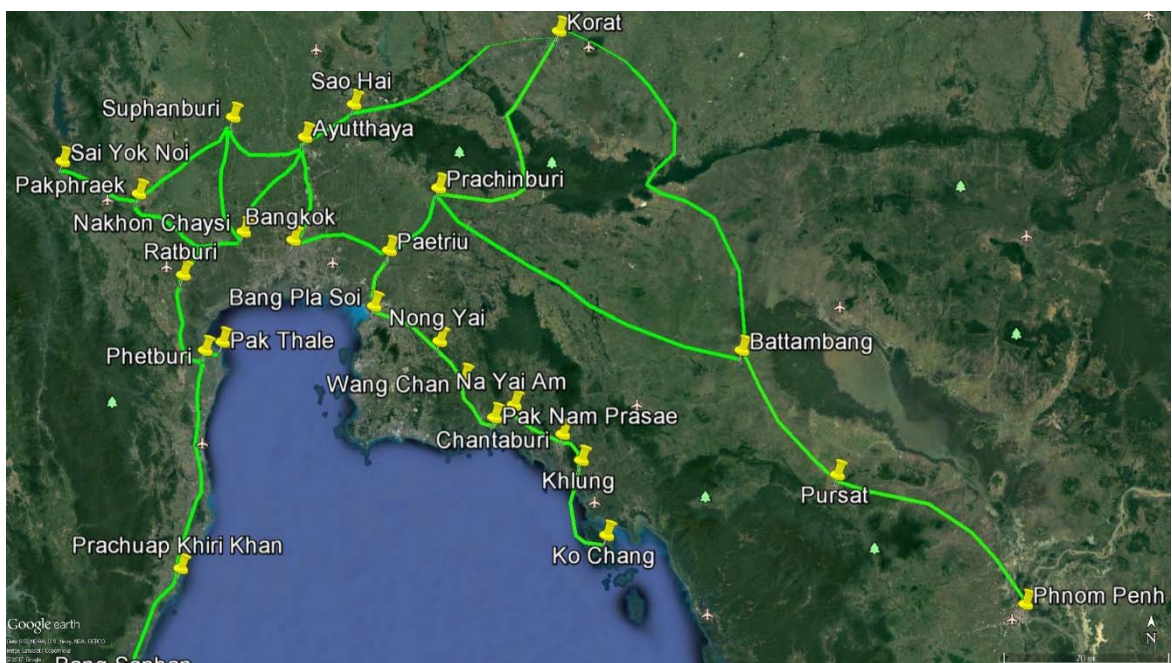 Korat
Sao Hai
Suphanburi
Ayutthaya
Sai Yok Noi
Pakphraek
Prachinburi
Nakhon Chaysi
Bangkok
Paetriu
Ratburi
Bang Pla Soi
Nong Yai
Pak Thale
Phetburi
Battambang
Wang Chan
Na Yai Am
Pak Nam Prasae
Chantaburi
Khlung
Pursat
Ko Chang
Prachuap Khiri Khan
Phnom Penh
Google earth
N
Bang Saphan